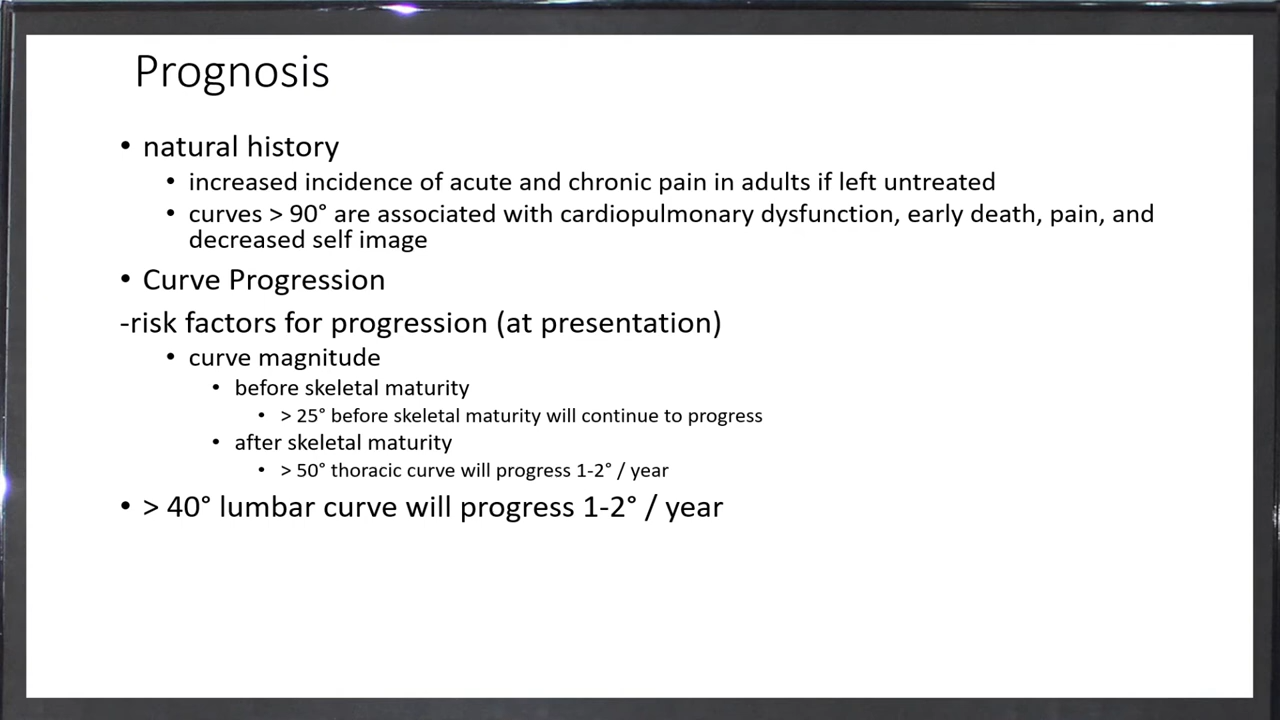 Prognosis
• natural history
• increased incidence of acute and chronic pain in adults if left untreated
• curves > 90° are associated with cardiopulmonary dysfunction, early death, pain, and
decreased self image
• Curve Progression
-risk factors for progression (at presentation)
• curve magnitude
• before skeletal maturity
• > 25° before skeletal maturity will continue to progress
• after skeletal maturity
• > 50° thoracic curve will progress 1-2° / year
• > 40° lumbar curve will progress 1-2° / year